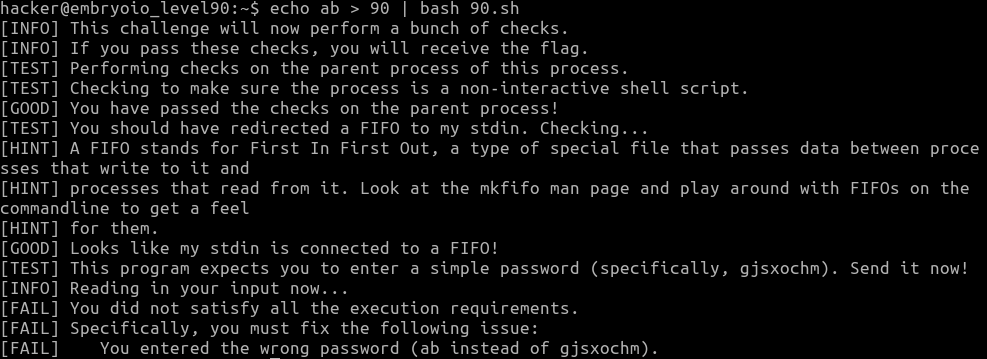 hacker@embryoio_level90:~$ echo ab > 90 | bash 90.sh
[INFO] This challenge will now perform a bunch of checks.
[INFO] If you pass these checks, you will receive the flag.
[TEST] Performing checks on the parent process of this process.
[TEST] Checking to make sure the process is a non-interactive shell script.
[GOOD] You have passed the checks on the parent process!
[TEST] You should have redirected a FIFO to my stdin. Checking...
[HINT] A FIFO stands for First In First Out, a type of special file that passes data between proce
sses that write to it and
[HINT] processes that read from it. Look at the mkfifo man page and play around with FIFOs on the
commandline to get a feel
[HINT] for them.
[GOOD] Looks like my stdin is connected to a FIFO!
[TEST] This program expects you to enter a simple password (specifically, gjsxochm). Send it now!
[INFO] Reading in your input now...
[FAIL] You did not satisfy all the execution requirements.
[FAIL] Specifically, you must fix the following issue:
[FAIL]    You entered the wrong password (ab instead of gjsxochm).